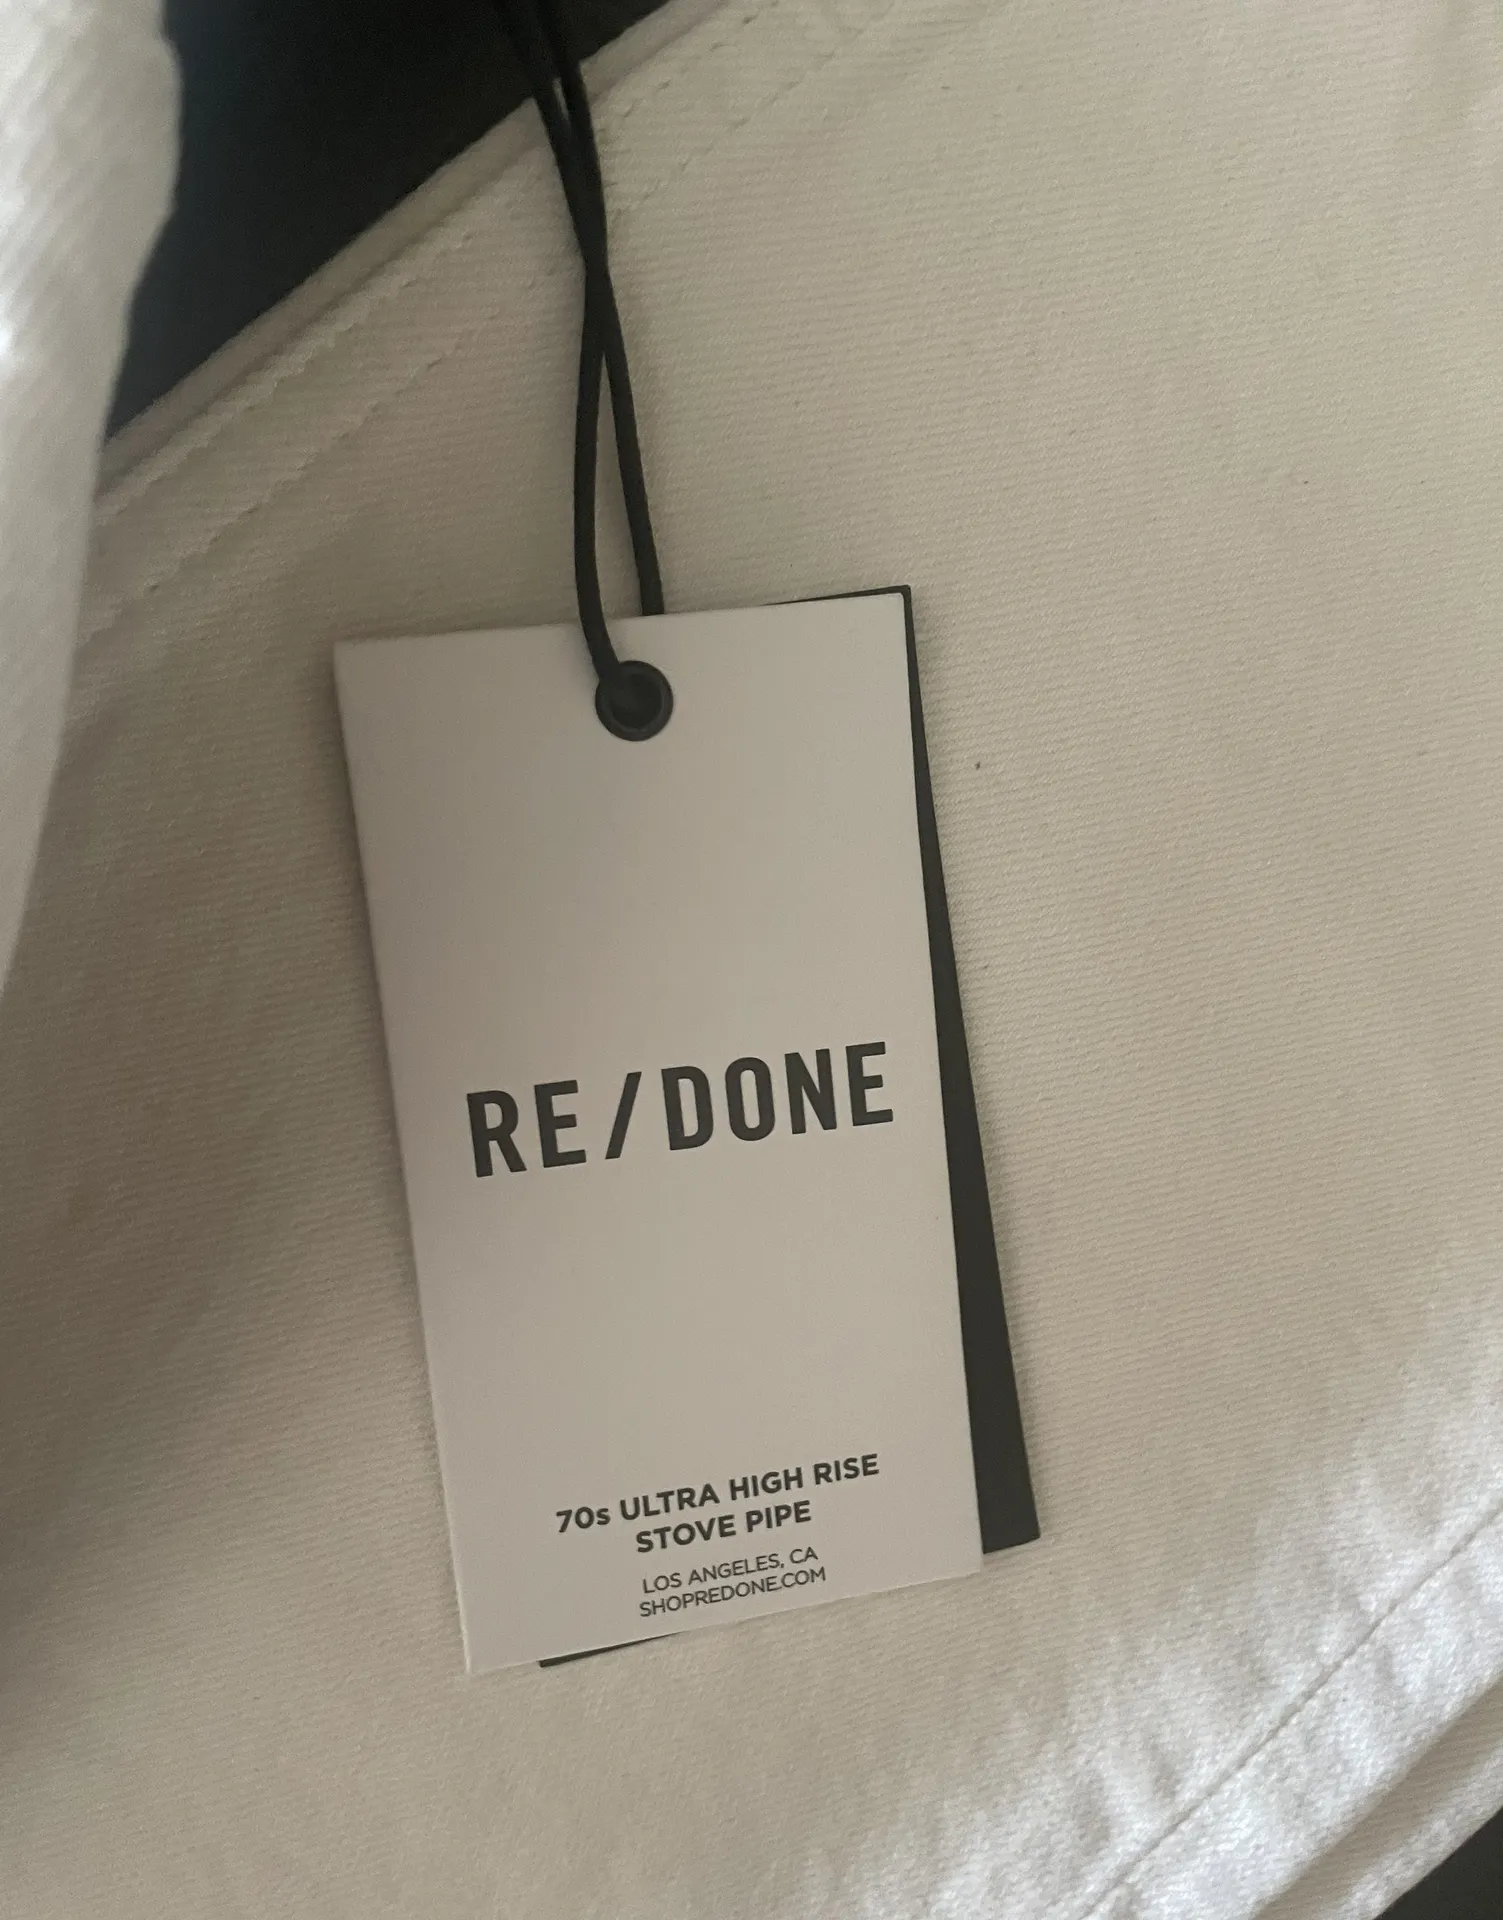 RE/DONE
70s ULTRA HIGH RISE
STOVE PIPE
LOS ANGELES, CA
SHOPREDONE.COM